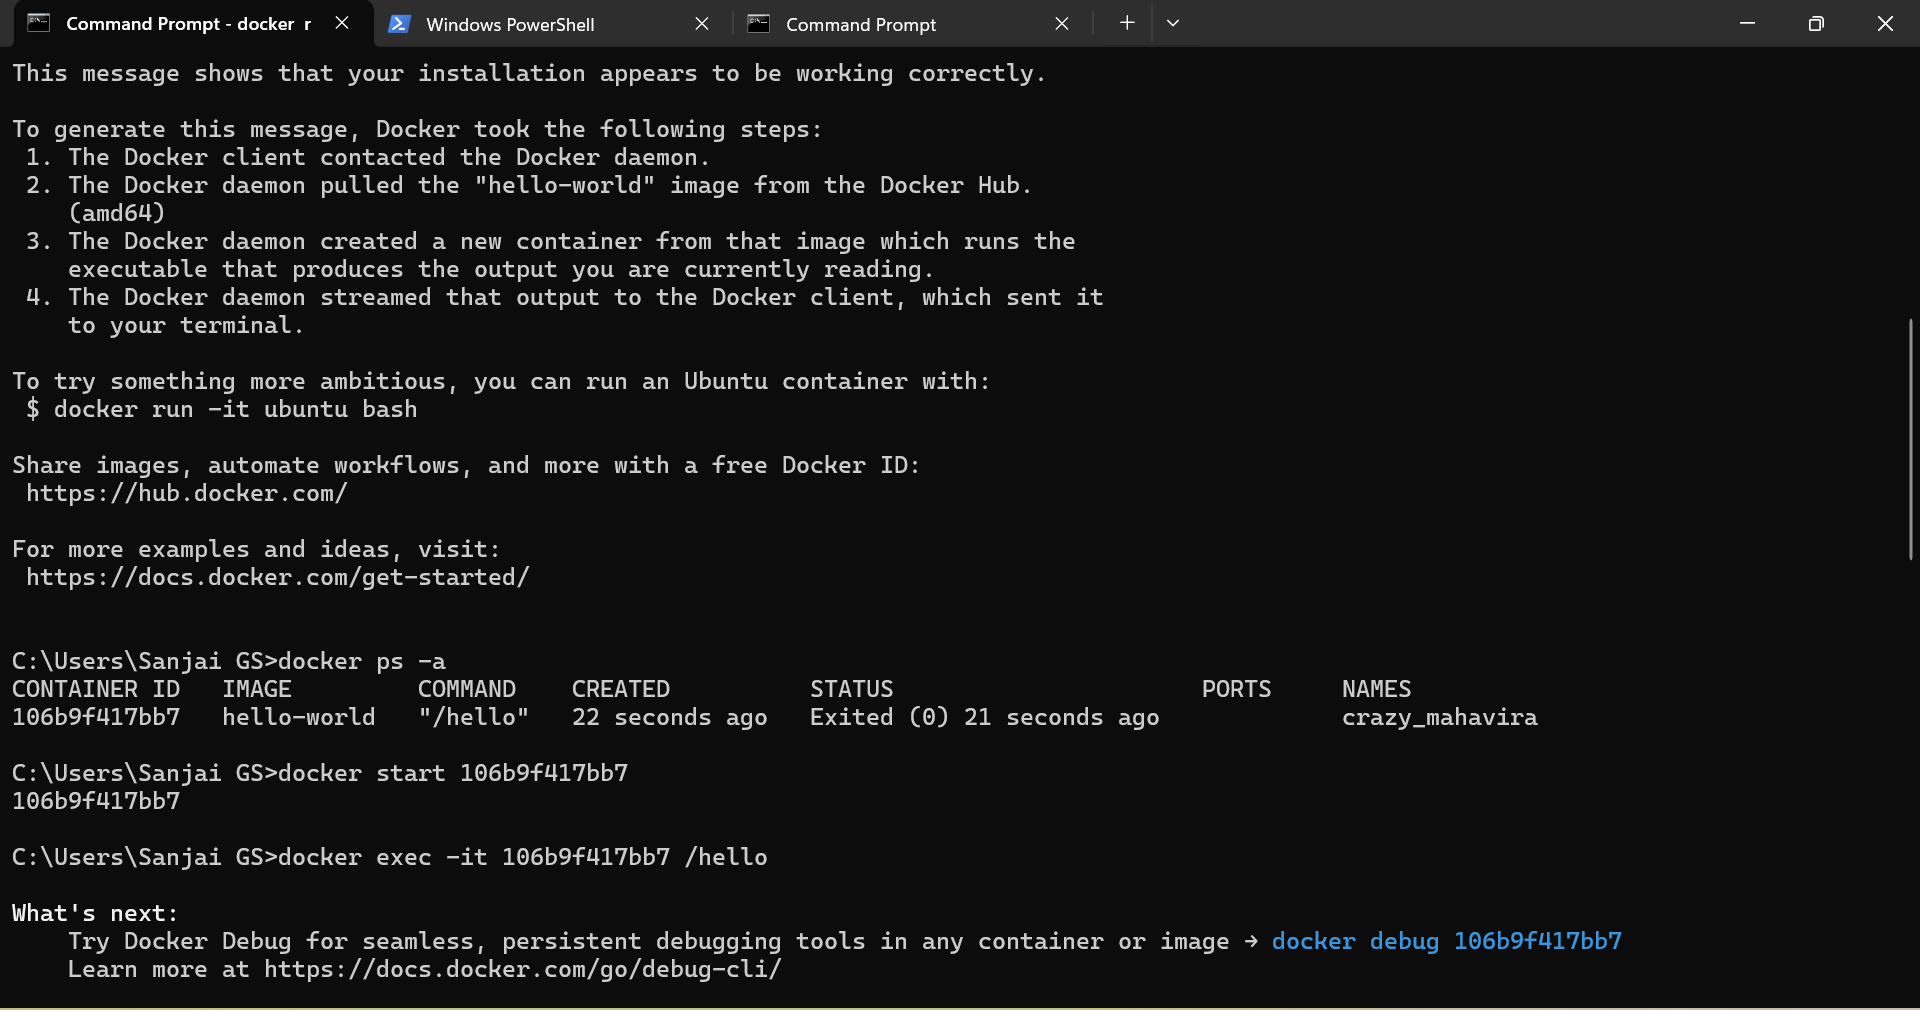 Command Prompt - docker r
Windows PowerShell
Command Prompt
This message shows that your installation appears to be working correctly.
To generate this message, Docker took the following steps:
1. The Docker client contacted the Docker daemon.
2. The Docker daemon pulled the "hello-world" image from the Docker Hub.
(amd64)
3. The Docker daemon created a new container from that image which runs the
executable that produces the output you are currently reading.
4. The Docker daemon streamed that output to the Docker client, which sent it
to your terminal.
To try something more ambitious, you can run an Ubuntu container with:
$ docker run -it ubuntu bash
Share images, automate workflows, and more with a free Docker ID:
https://hub.docker.com/
For more examples and ideas, visit:
https://docs.docker.com/get-started/
C:\Users\Sanjai GS>docker ps -a
CONTAINER ID   IMAGE         COMMAND    CREATED          STATUS                      PORTS     NAMES
106b9f417bb7   hello-world   "/hello"   22 seconds ago   Exited (0) 21 seconds ago             crazy_mahavira
C:\Users\Sanjai GS>docker start 106b9f417bb7
106b9f417bb7
C:\Users\Sanjai GS>docker exec -it 106b9f417bb7 /hello
What's next:
Try Docker Debug for seamless, persistent debugging tools in any container or image → docker debug 106b9f417bb7
Learn more at https://docs.docker.com/go/debug-cli/